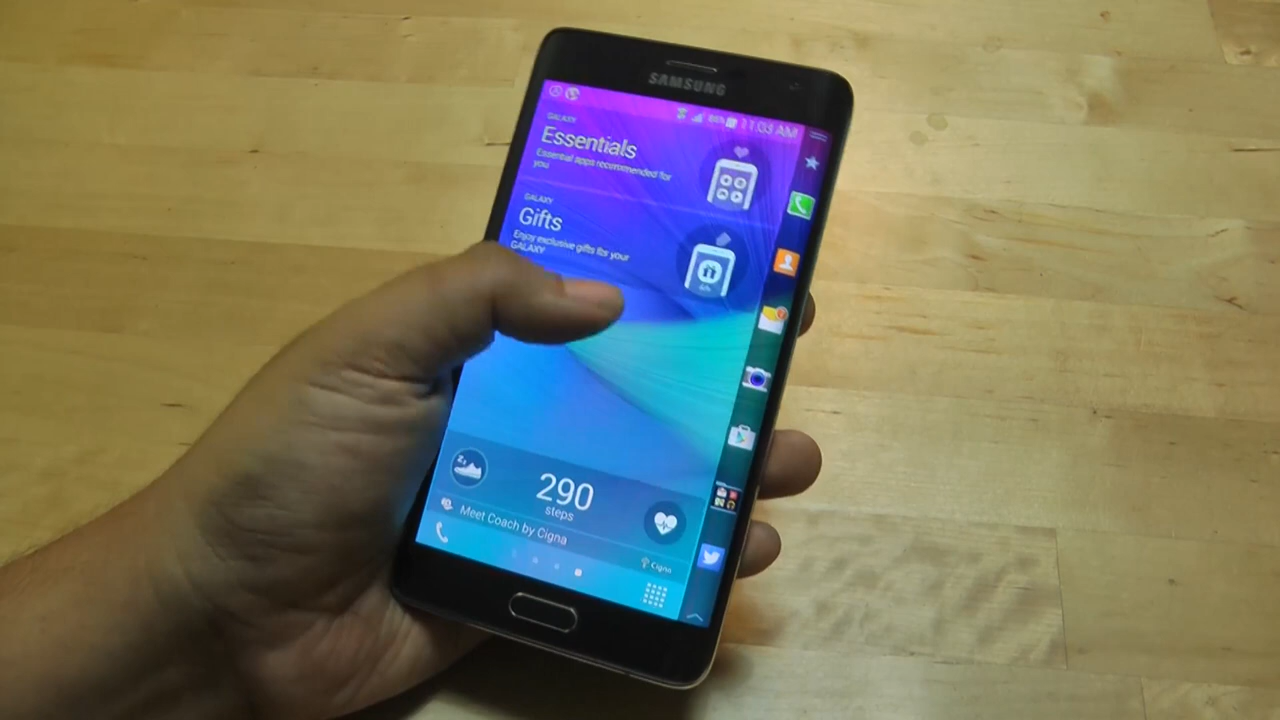 SAMSUNG
86% 11:03 AM
GALAXY
Essentials
Essential apps recommended for
you
GALAXY
Gifts
Enjoy exclusive gifts for your
GALAXY
290
steps
Meet Coach by Cigna
Cigna